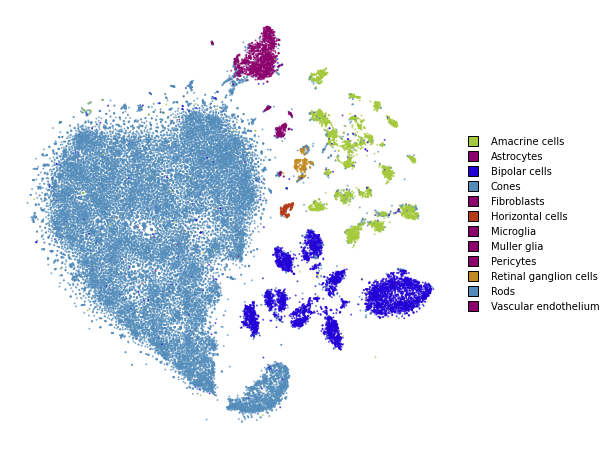 Amacrine cells
Astrocytes
Bipolar cells
Cones
Fibroblasts
Horizontal cells
Microglia
Muller glia
Pericytes
Retinal ganglion cells
Rods
Vascular endothelium